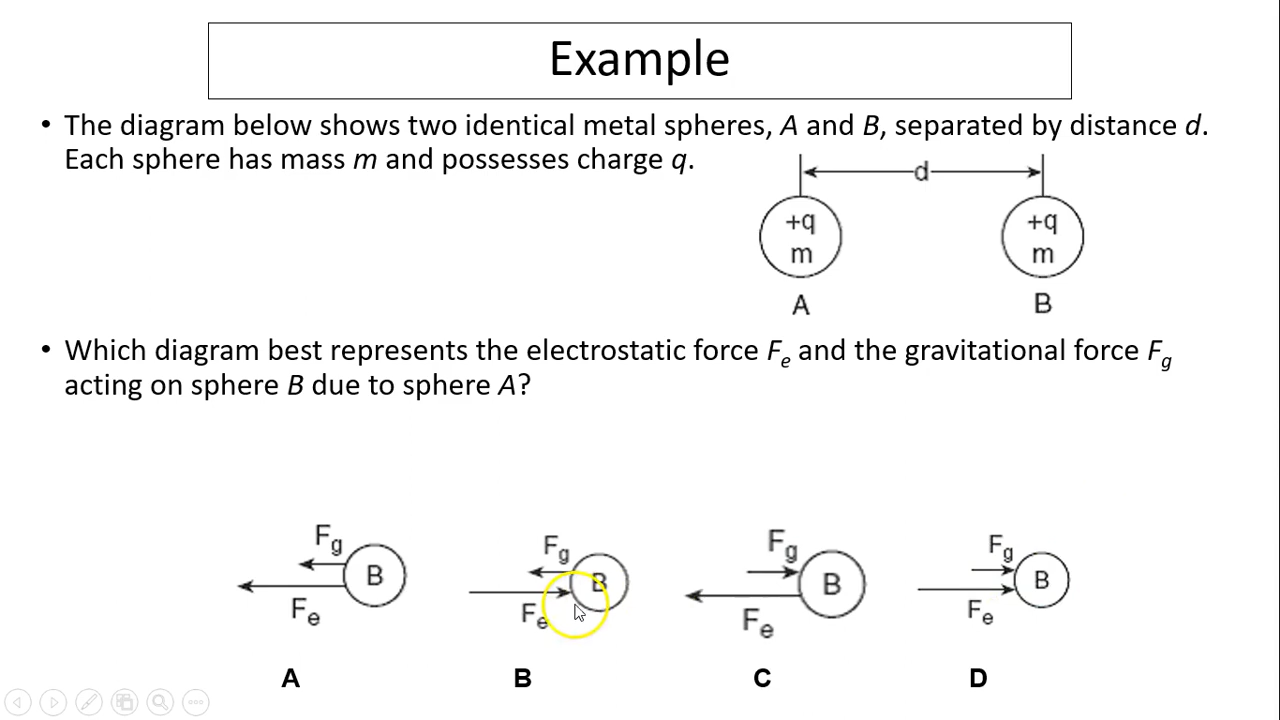 Example
• The diagram below shows two identical metal spheres, A and B, separated by distance d.
Each sphere has mass m and possesses charge q.
d
+q
m
A
+q
m
B
• Which diagram best represents the electrostatic force Fe and the gravitational force Fg
acting on sphere B due to sphere A?
Fg
B
Fe
A
Fg
B
Fe
B
Fg
B
Fe
C
Fg
B
Fe
D